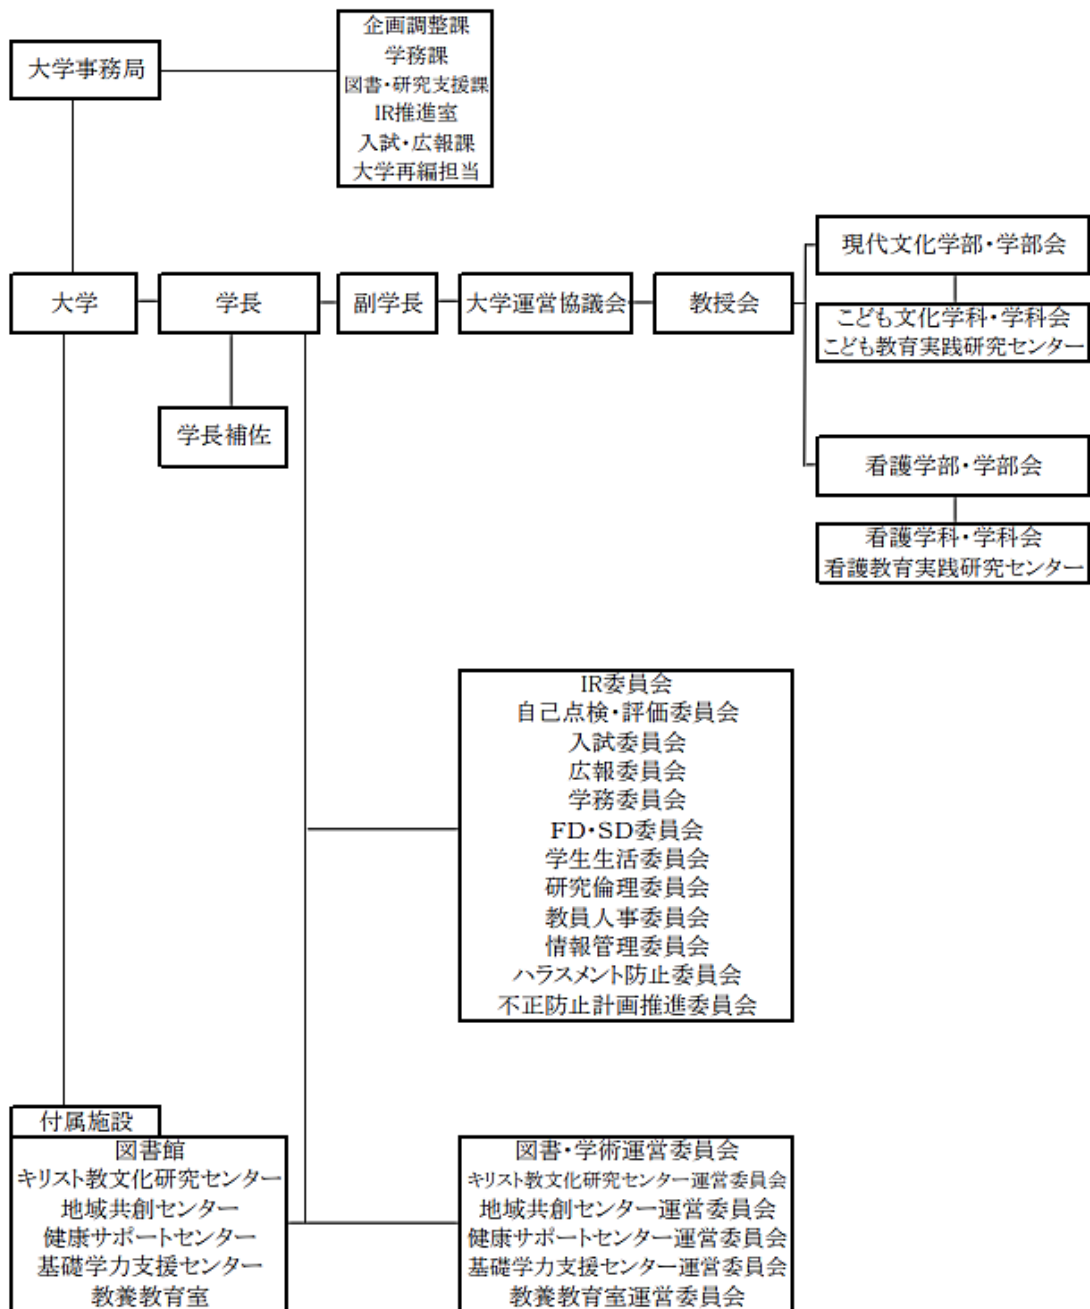 大学事務局
企画調整課
学務課
図書・研究支援課
IR推進室
入試・広報課
大学再編担当
大学
学長
副学長
大学運営協議会
教授会
現代文化学部・学部会
こども文化学科・学科会
こども教育実践研究センター
学長補佐
看護学部・学部会
看護学科・学科会
看護教育実践研究センター
IR委員会
自己点検・評価委員会
入試委員会
広報委員会
学務委員会
FD・SD委員会
学生生活委員会
研究倫理委員会
教員人事委員会
情報管理委員会
ハラスメント防止委員会
不正防止計画推進委員会
付属施設
図書館
キリスト教文化研究センター
地域共創センター
健康サポートセンター
基礎学力支援センター
教養教育室
図書・学術運営委員会
キリスト教文化研究センター運営委員会
地域共創センター運営委員会
健康サポートセンター運営委員会
基礎学力支援センター運営委員会
教養教育室運営委員会